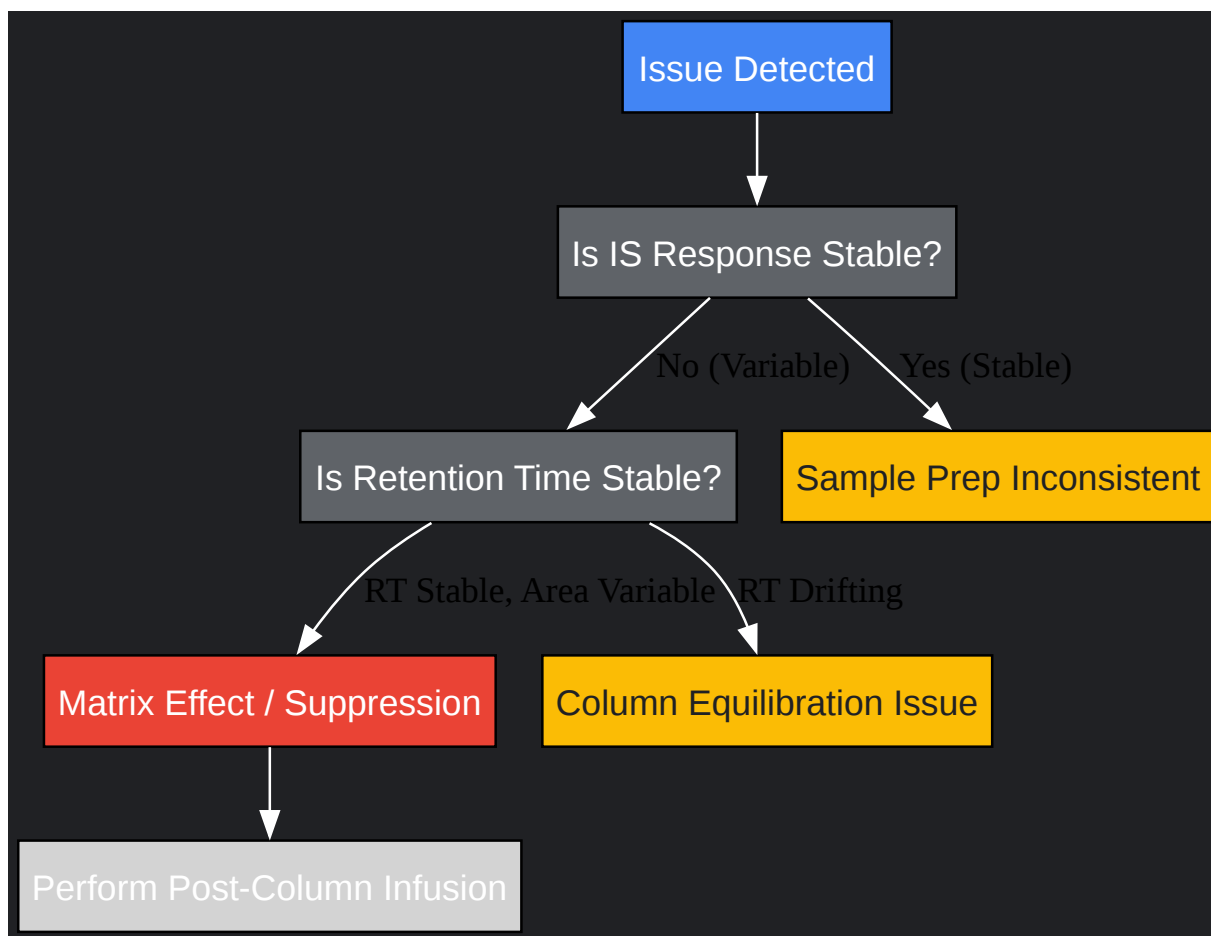 Issue Detected
Is IS Response Stable?
No (Variable)
Yes (Stable)
Is Retention Time Stable?
Sample Prep Inconsistent
RT Stable, Area Variable
RT Drifting
Matrix Effect / Suppression
Column Equilibration Issue
Perform Post-Column Infusion